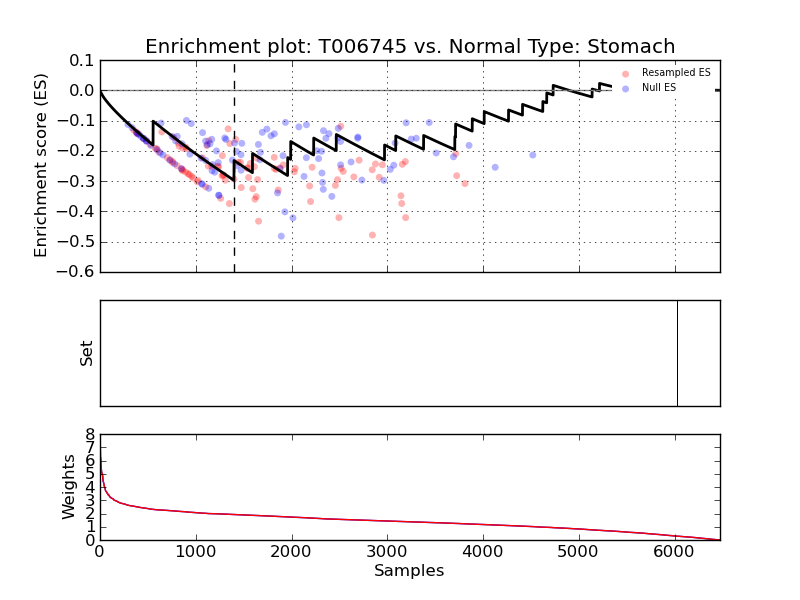 Enrichment plot: T006745 vs. Normal Type: Stomach
Enrichment score (ES)
0.1
0.0
−0.1
−0.2
−0.3
−0.4
−0.5
−0.6
Resampled ES
Null ES
Set
Weights
8
7
6
5
4
3
2
1
0
0 1000 2000 3000 4000 5000 6000
Samples